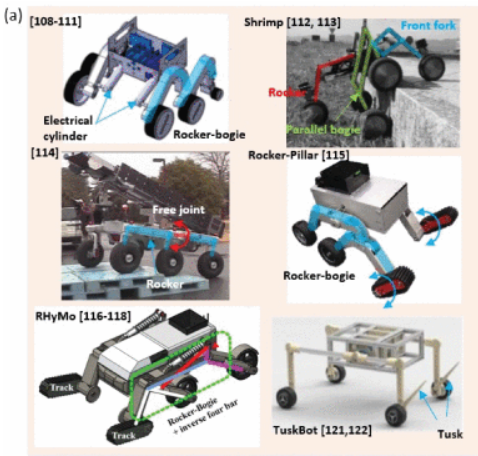 (a)
[108-111]
Electrical
cylinder
Rocker-bogie
Shrimp [112, 113]
Front fork
Rocker
Parallel bogie
[114]
Free joint
Rocker
Rocker-Pillar [115]
Rocker-bogie
RHyMo [116-118]
Track
Track
Rocker-Bogie
+ inverse four bar
TuskBot [121,122]
Tusk